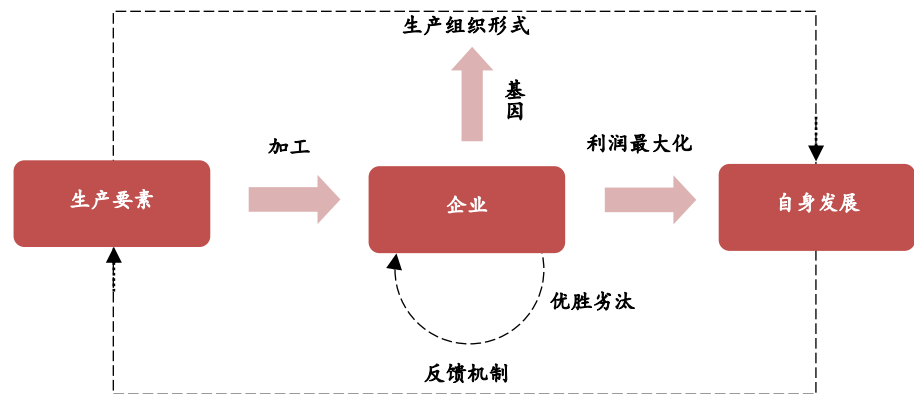 生产组织形式
基因
加工
利润最大化
生产要素
企业
自身发展
优胜劣汰
反馈机制